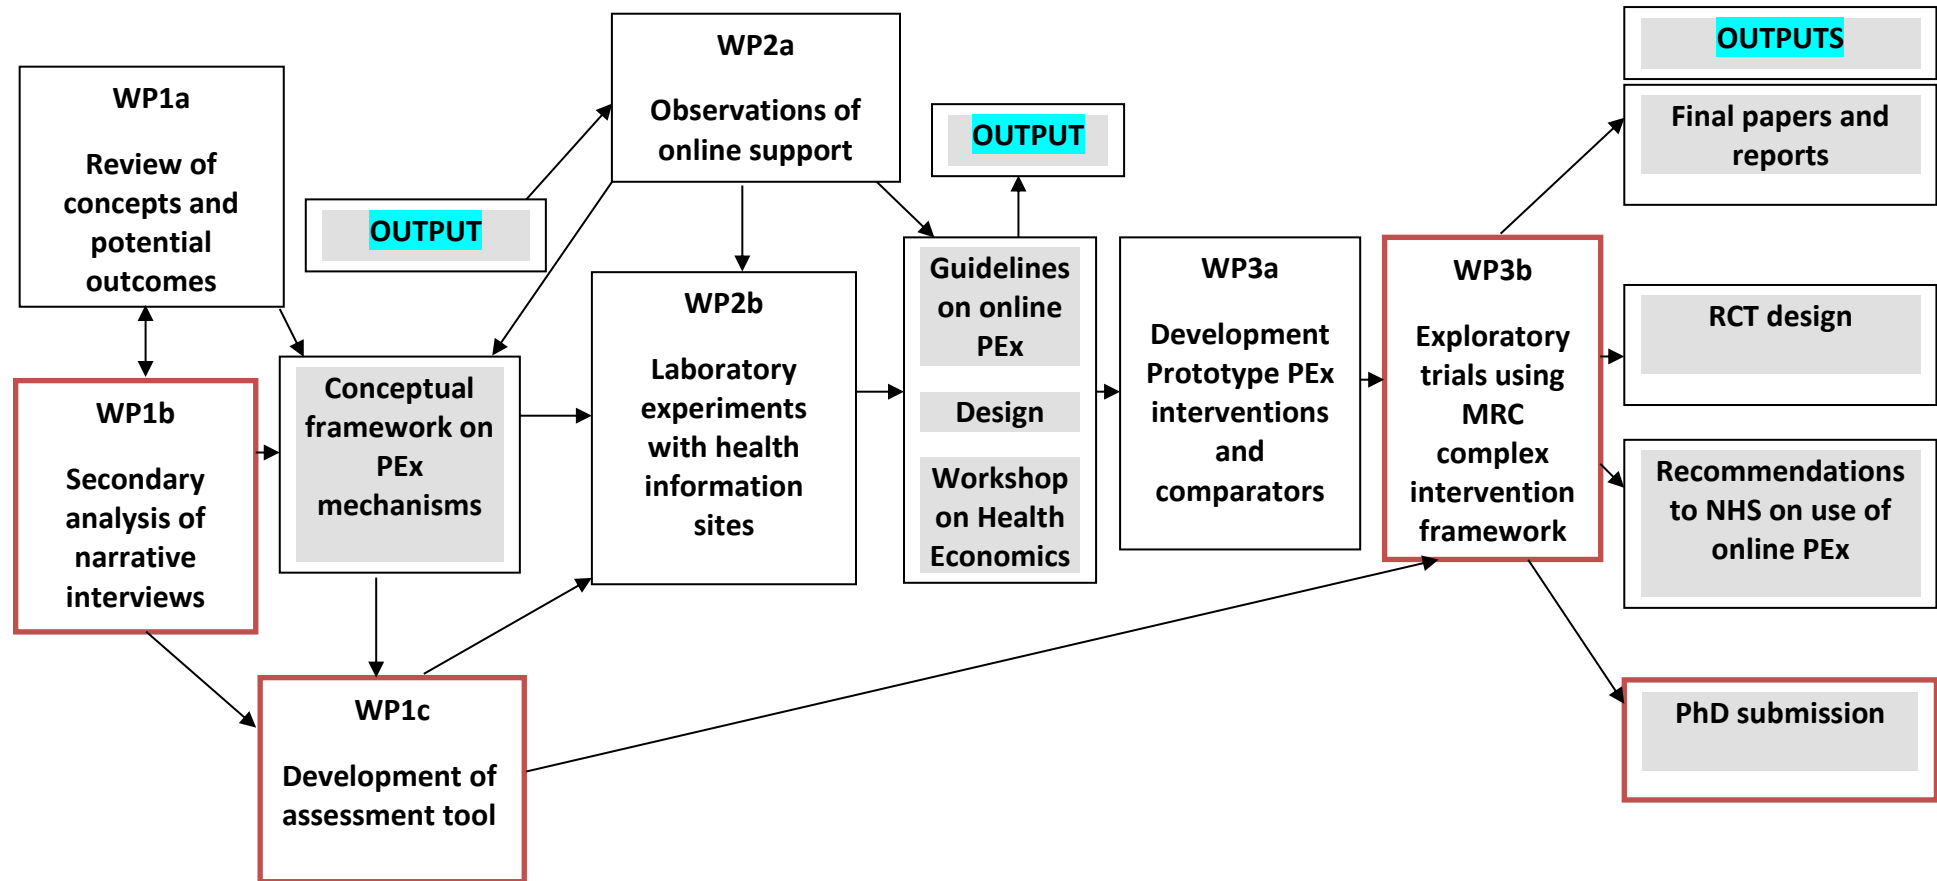 WP1a
Review of
concepts and
potential
outcomes
WP1b
Secondary
analysis of
narrative
interviews
OUTPUT
Conceptual
framework on
PEx
mechanisms
WP1c
Development of
assessment tool
WP2a
Observations of
online support
WP2b
Laboratory
experiments
with health
information
sites
OUTPUT
Guidelines
on online
PEx
Design
Workshop
on Health
Economics
WP3a
Development
Prototype PEx
interventions
and
comparators
WP3b
Exploratory
trials using
MRC
complex
intervention
framework
OUTPUTS
Final papers and
reports
RCT design
Recommendations
to NHS on use of
online PEx
PhD submission